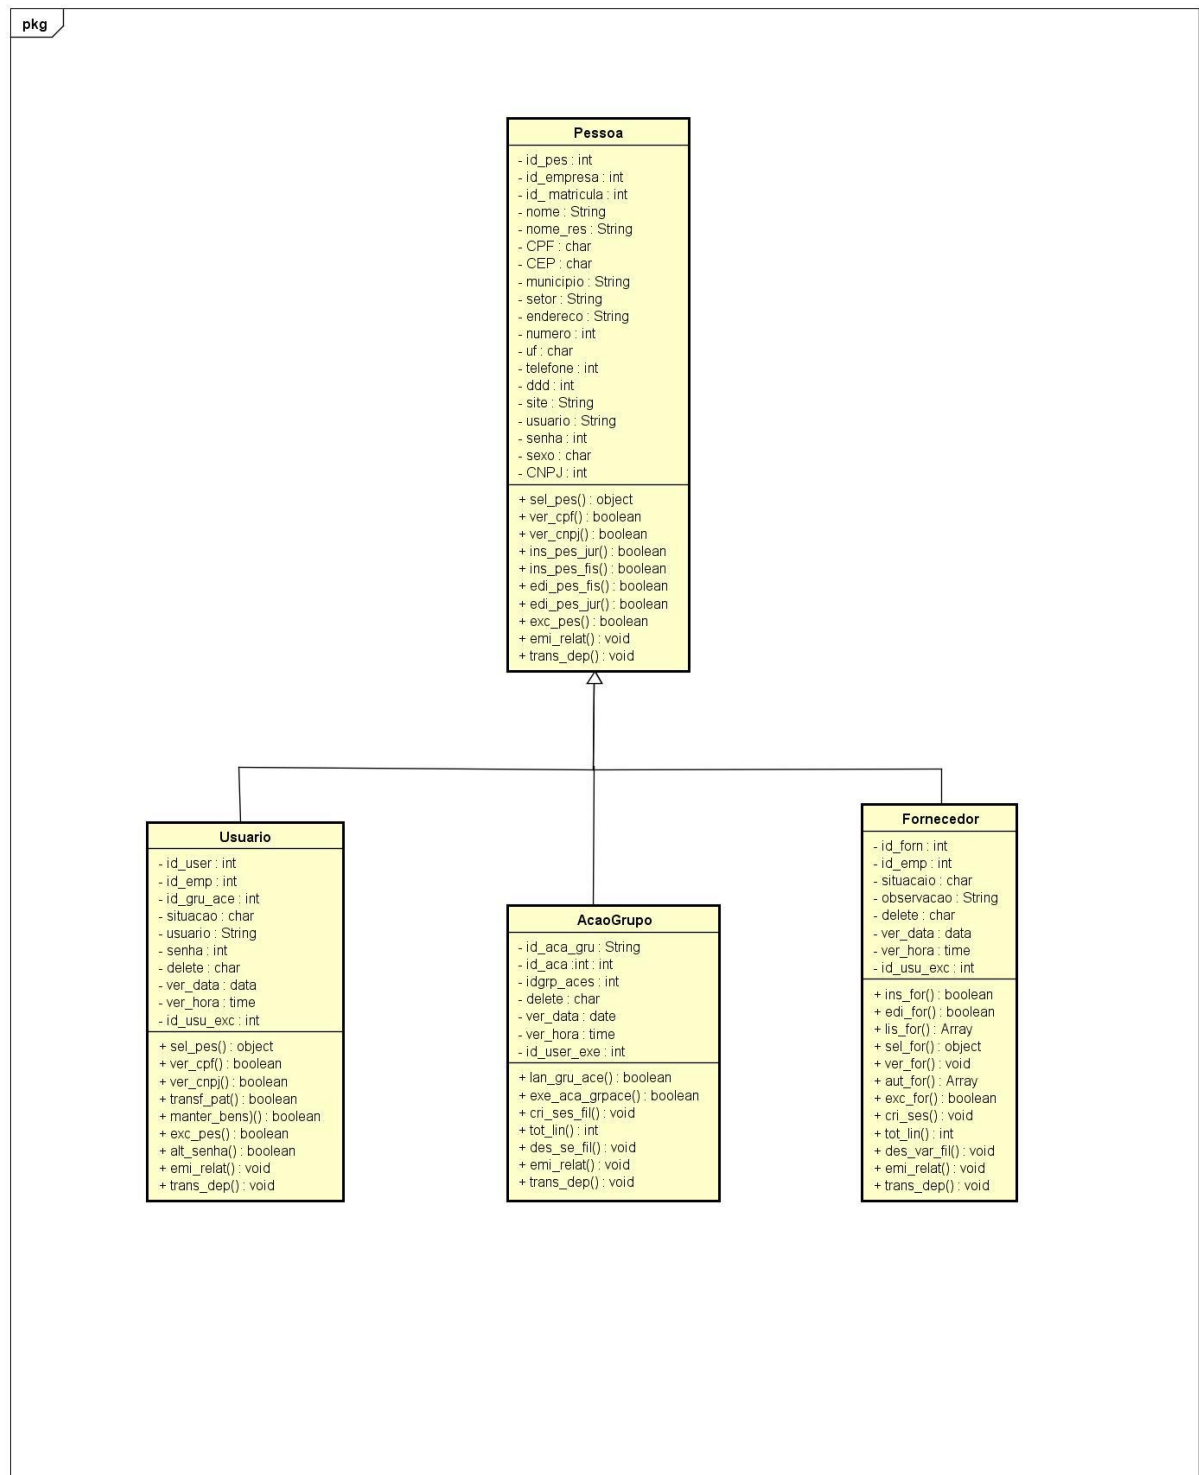 pkg
Pessoa
- id_pes : int
- id_empresa : int
- id_ matricula : int
- nome : String
- nome_res : String
- CPF : char
- CEP : char
- municipio : String
- setor : String
- endereco : String
- numero : int
- uf : char
- telefone : int
- ddd : int
- site : String
- usuario : String
- senha : int
- sexo : char
- CNPJ : int
+ sel_pes() : object
+ ver_cpf() : boolean
+ ver_cnpj() : boolean
+ ins_pes_jur() : boolean
+ ins_pes_fis() : boolean
+ edi_pes_fis() : boolean
+ edi_pes_jur() : boolean
+ exc_pes() : boolean
+ emi_relat() : void
+ trans_dep() : void
Usuario
- id_user : int
- id_emp : int
- id_gru_ace : int
- situacao : char
- usuario : String
- senha : int
- delete : char
- ver_data : data
- ver_hora : time
- id_usu_exc : int
+ sel_pes() : object
+ ver_cpf() : boolean
+ ver_cnpj() : boolean
+ transf_pat() : boolean
+ manter_bens)() : boolean
+ exc_pes() : boolean
+ alt_senha() : boolean
+ emi_relat() : void
+ trans_dep() : void
AcaoGrupo
- id_aca_gru : String
- id_aca :int : int
- idgrp_aces : int
- delete : char
- ver_data : date
- ver_hora : time
- id_user_exe : int
+ lan_gru_ace() : boolean
+ exe_aca_grpace() : boolean
+ cri_ses_fil() : void
+ tot_lin() : int
+ des_se_fil() : void
+ emi_relat() : void
+ trans_dep() : void
Fornecedor
- id_forn : int
- id_emp : int
- situacaio : char
- observacao : String
- delete : char
- ver_data : data
- ver_hora : time
- id_usu_exc : int
+ ins_for() : boolean
+ edi_for() : boolean
+ lis_for() : Array
+ sel_for() : object
+ ver_for() : void
+ aut_for() : Array
+ exc_for() : boolean
+ cri_ses() : void
+ tot_lin() : int
+ des_var_fil() : void
+ emi_relat() : void
+ trans_dep() : void